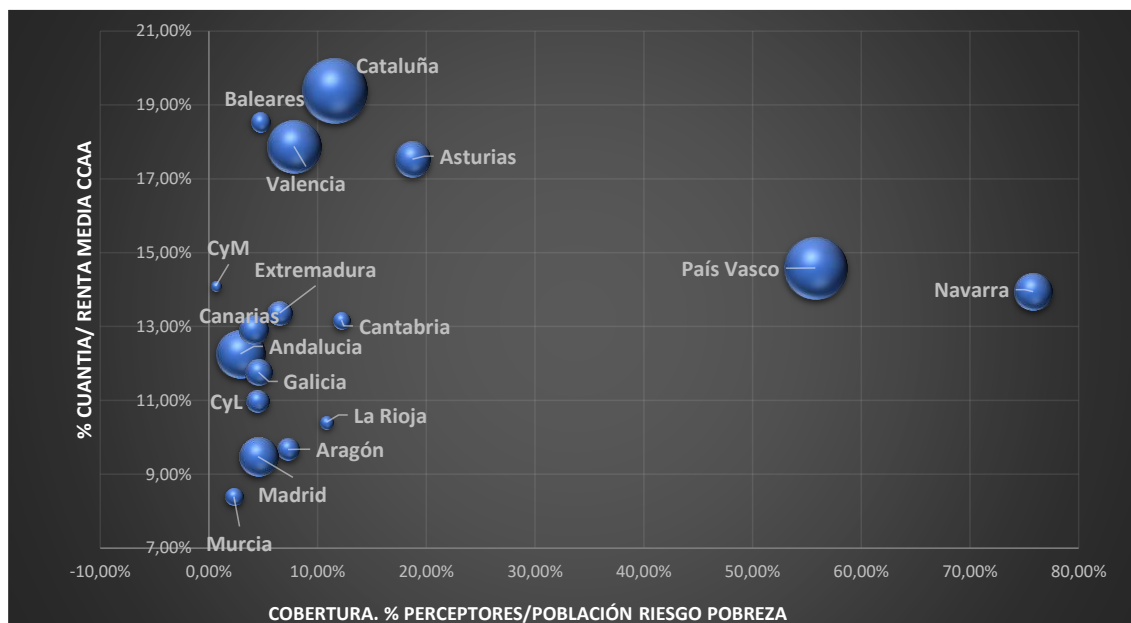 21,00%
19,00%
17,00%
15,00%
13,00%
11,00%
9,00%
7,00%
% CUANTIA/ RENTA MEDIA CCAA
Cataluña
Baleares
Valencia
Asturias
CyM
Extremadura
País Vasco
Navarra
Canarias
Cantabria
Andalucia
Galicia
CyL
La Rioja
Aragón
Madrid
Murcia
-10,00%
0,00%
10,00%
20,00%
30,00%
40,00%
50,00%
60,00%
70,00%
80,00%
COBERTURA. % PERCEPTORES/POBLACIÓN RIESGO POBREZA